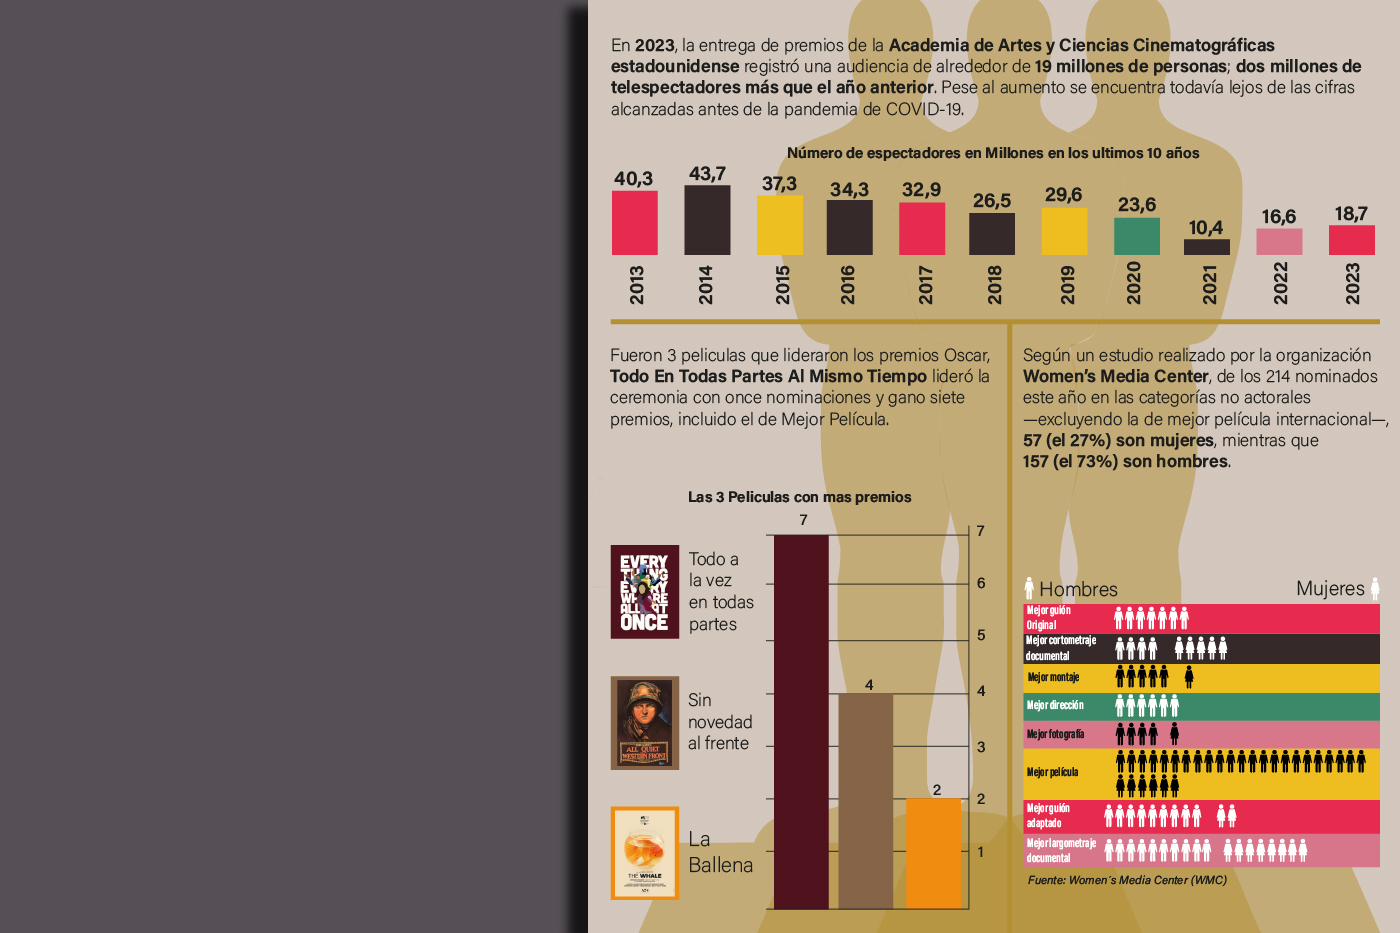 En 2023, la entrega de premios de la Academia de Artes y Ciencias Cinematográficas
estadounidense registró una audiencia de alrededor de 19 millones de personas; dos millones de
telespectadores más que el año anterior. Pese al aumento se encuentra todavía lejos de las cifras
alcanzadas antes de la pandemia de COVID-19.
Número de espectadores en Millones en los ultimos 10 años
40,3 43,7 37,3 34,3 32,9 26,5 29,6 23,6 10,4 16,6 18,7
2013 2014 2015 2016 2017 2018 2019 2020 2021 2022 2023
Fueron 3 peliculas que lideraron los premios Oscar,
Todo En Todas Partes Al Mismo Tiempo lideró la
ceremonia con once nominaciones y gano siete
premios, incluido el de Mejor Película.
Las 3 Peliculas con mas premios
7
4
2
7
6
5
4
3
2
1
EVERY
ONCE
Todo a
la vez
en todas
partes
ALL QUIET
WESTERN FRONT
Sin
novedad
al frente
THE WHALE
La
Ballena
Según un estudio realizado por la organización
Women's Media Center, de los 214 nominados
este año en las categorías no actorales
—excluyendo la de mejor película internacional—,
57 (el 27%) son mujeres, mientras que
157 (el 73%) son hombres.
Hombres Mujeres
Mejor guión
Original
Mejor cortometraje
documental
Mejor montaje
Mejor dirección
Mejor fotografía
Mejor película
Mejor guión
adaptado
Mejor largometraje
documental
Fuente: Women´s Media Center (WMC)